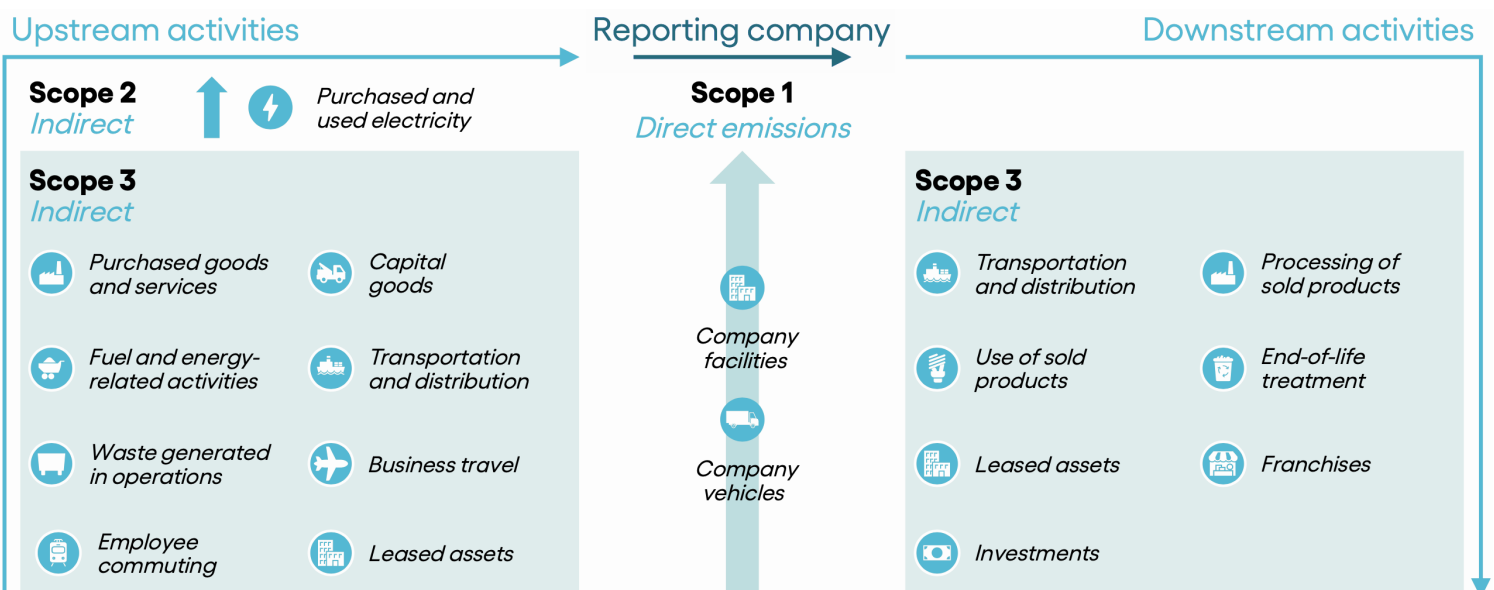 Upstream activities
Reporting company
Downstream activities
Scope 2
Indirect
Purchased and
used electricity
Scope 1
Direct emissions
Scope 3
Indirect
Purchased goods
and services
Capital
goods
Fuel and energy-
related activities
Transportation
and distribution
Waste generated
in operations
Business travel
Employee
commuting
Leased assets
Company
facilities
Company
vehicles
Scope 3
Indirect
Transportation
and distribution
Processing of
sold products
Use of sold
products
End-of-life
treatment
Leased assets
Franchises
Investments